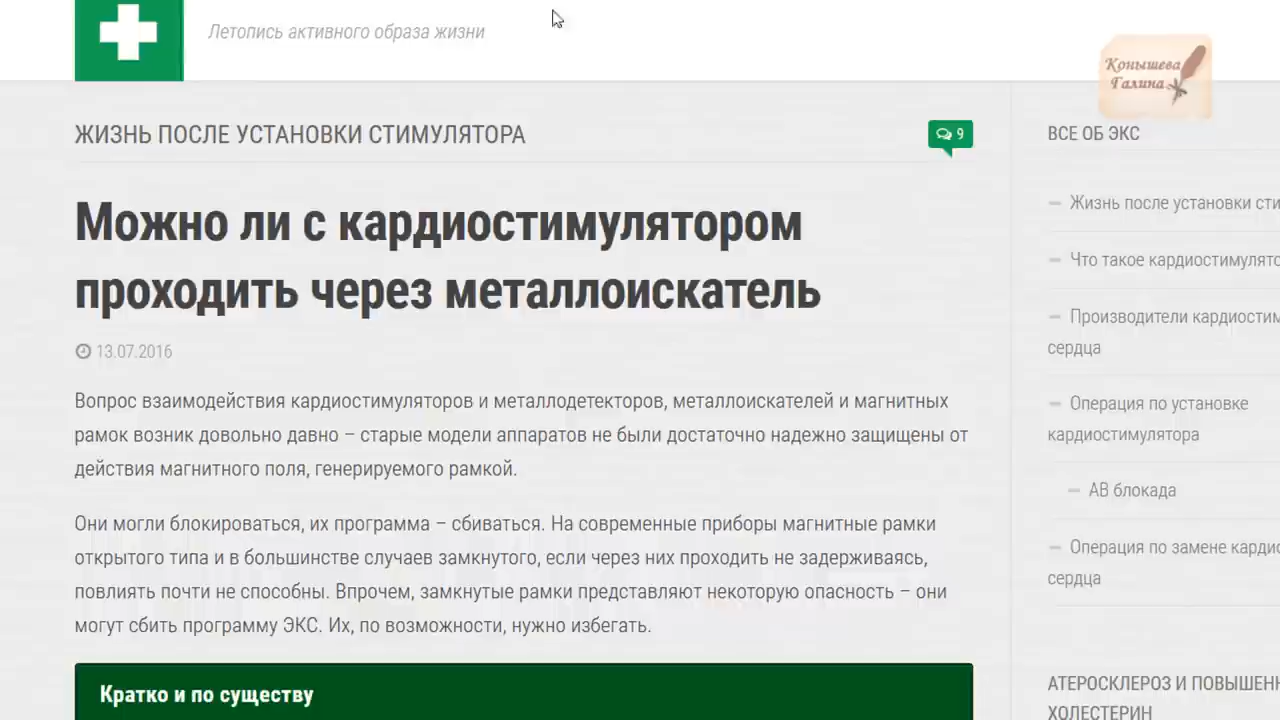 Летопись активного образа жизни
Конышева
Галина
ЖИЗНЬ ПОСЛЕ УСТАНОВКИ СТИМУЛЯТОРА
9
Можно ли с кардиостимулятором
проходить через металлоискатель
13.07.2016
Вопрос взаимодействия кардиостимуляторов и металлодетекторов, металлоискателей и магнитных
рамок возник довольно давно – старые модели аппаратов не были достаточно надежно защищены от
действия магнитного поля, генерируемого рамкой.
Они могли блокироваться, их программа – сбиваться. На современные приборы магнитные рамки
открытого типа и в большинстве случаев замкнутого, если через них проходить не задерживаясь,
повлиять почти не способны. Впрочем, замкнутые рамки представляют некоторую опасность – они
могут сбить программу ЭКС. Их, по возможности, нужно избегать.
Кратко и по существу
ВСЕ ОБ ЭКС
– Жизнь после установки сти
– Что такое кардиостимулято
– Производители кардиостим
сердца
– Операция по установке
кардиостимулятора
– АВ блокада
– Операция по замене кардио
сердца
АТЕРОСКЛЕРОЗ И ПОВЫШЕНН
ХОЛЕСТЕРИН